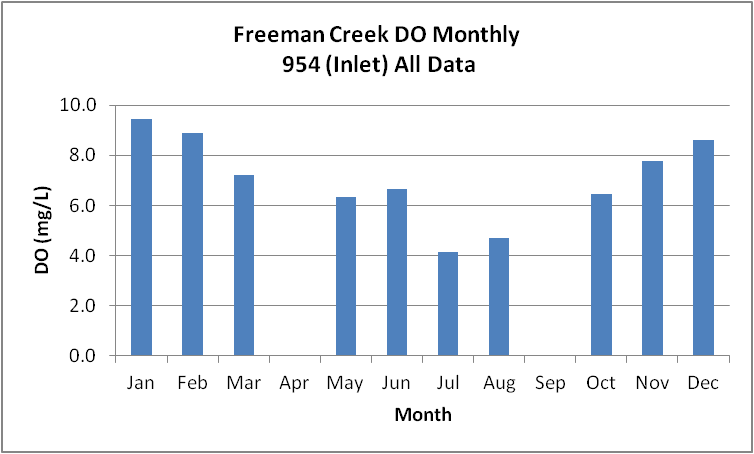 Freeman Creek DO Monthly
954 (Inlet) All Data
10.0
8.0
6.0
4.0
2.0
0.0
DO (mg/L)
Jan Feb Mar Apr May Jun Jul Aug Sep Oct Nov Dec
Month